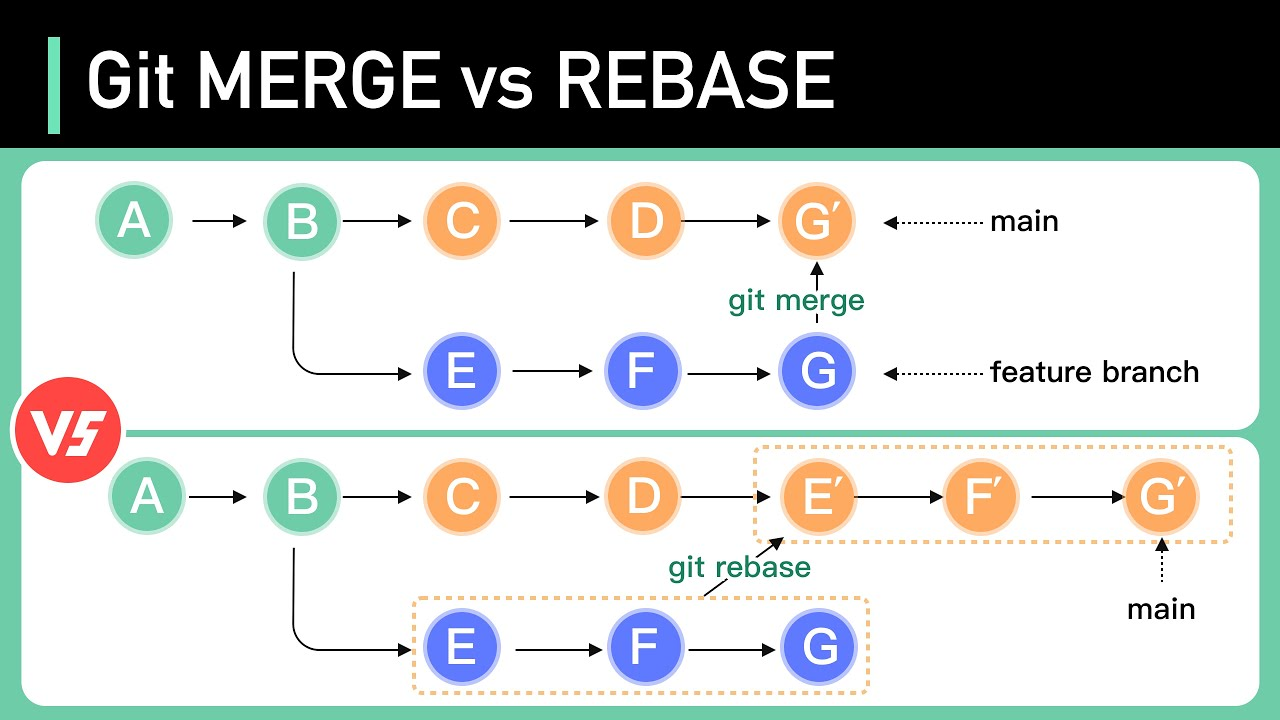 Git MERGE vs REBASE
A B C D G′ main
git merge
E F G feature branch
VS
A B C D E′ F′ G′
git rebase
main
E F G